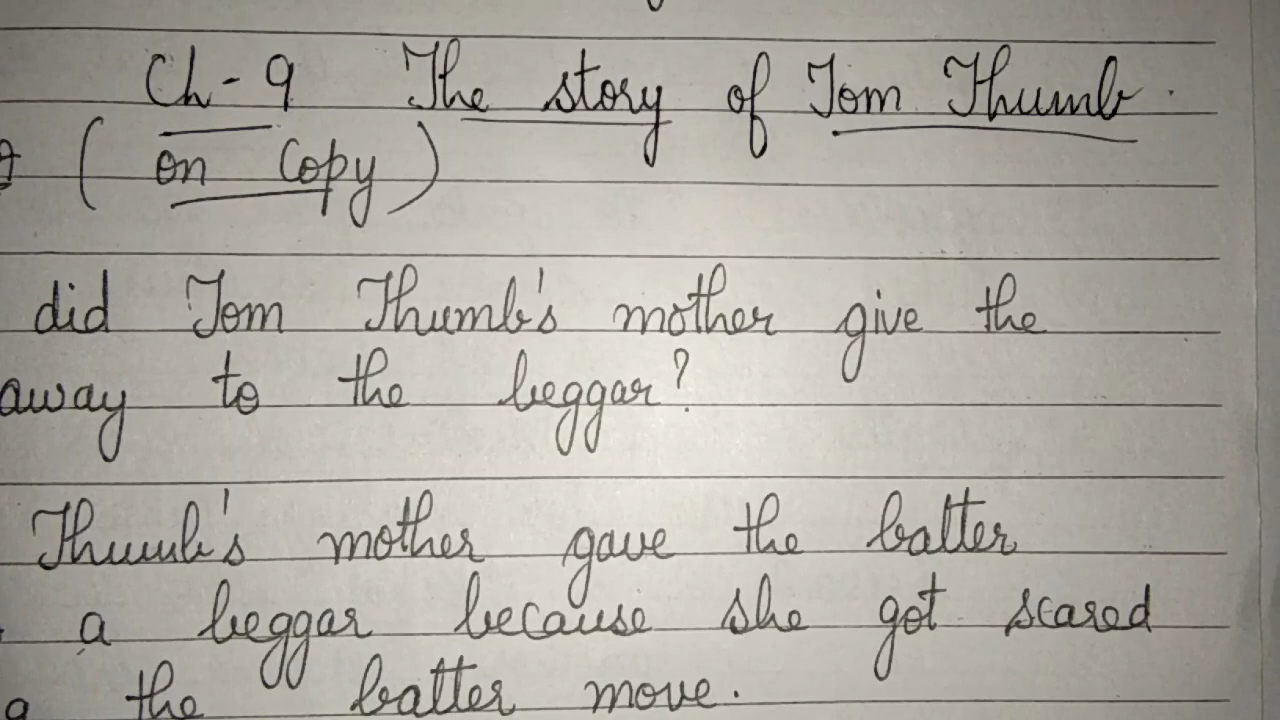 Ch-9 The story of Tom Thumb.
(on Copy)
did Tom Thumb's mother give the
away to the beggar?
Thumb's mother gave the batter
a beggar because she got scared
the batter move.